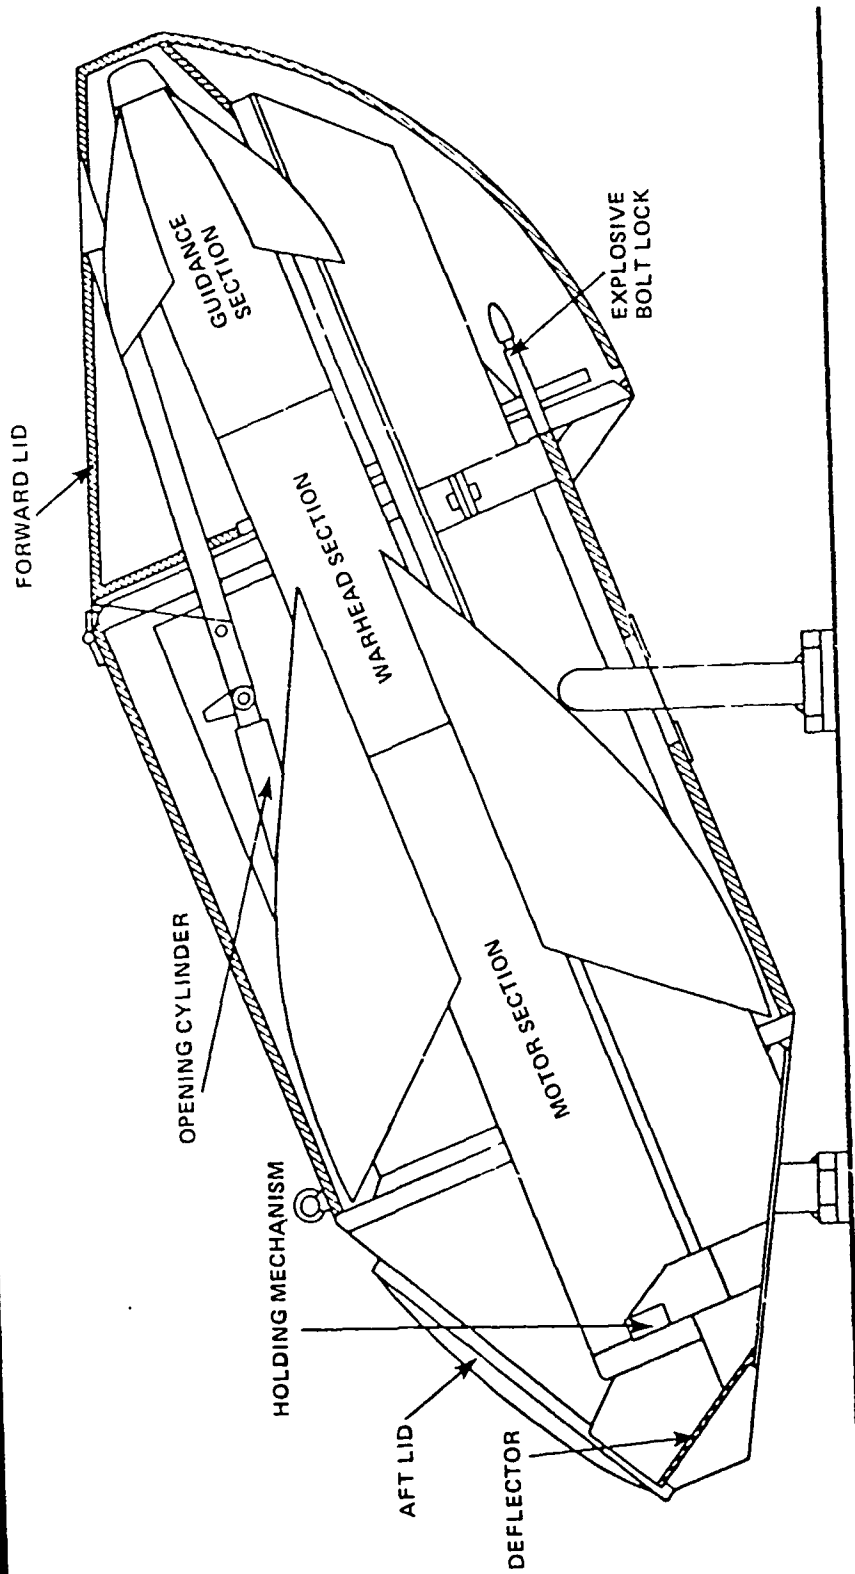 FORWARD LID
GUIDANCE
SECTION
EXPLOSIVE
BOLT LOCK
WARHEAD SECTION
OPENING CYLINDER
MOTOR SECTION
HOLDING MECHANISM
AFT LID
DEFLECTOR